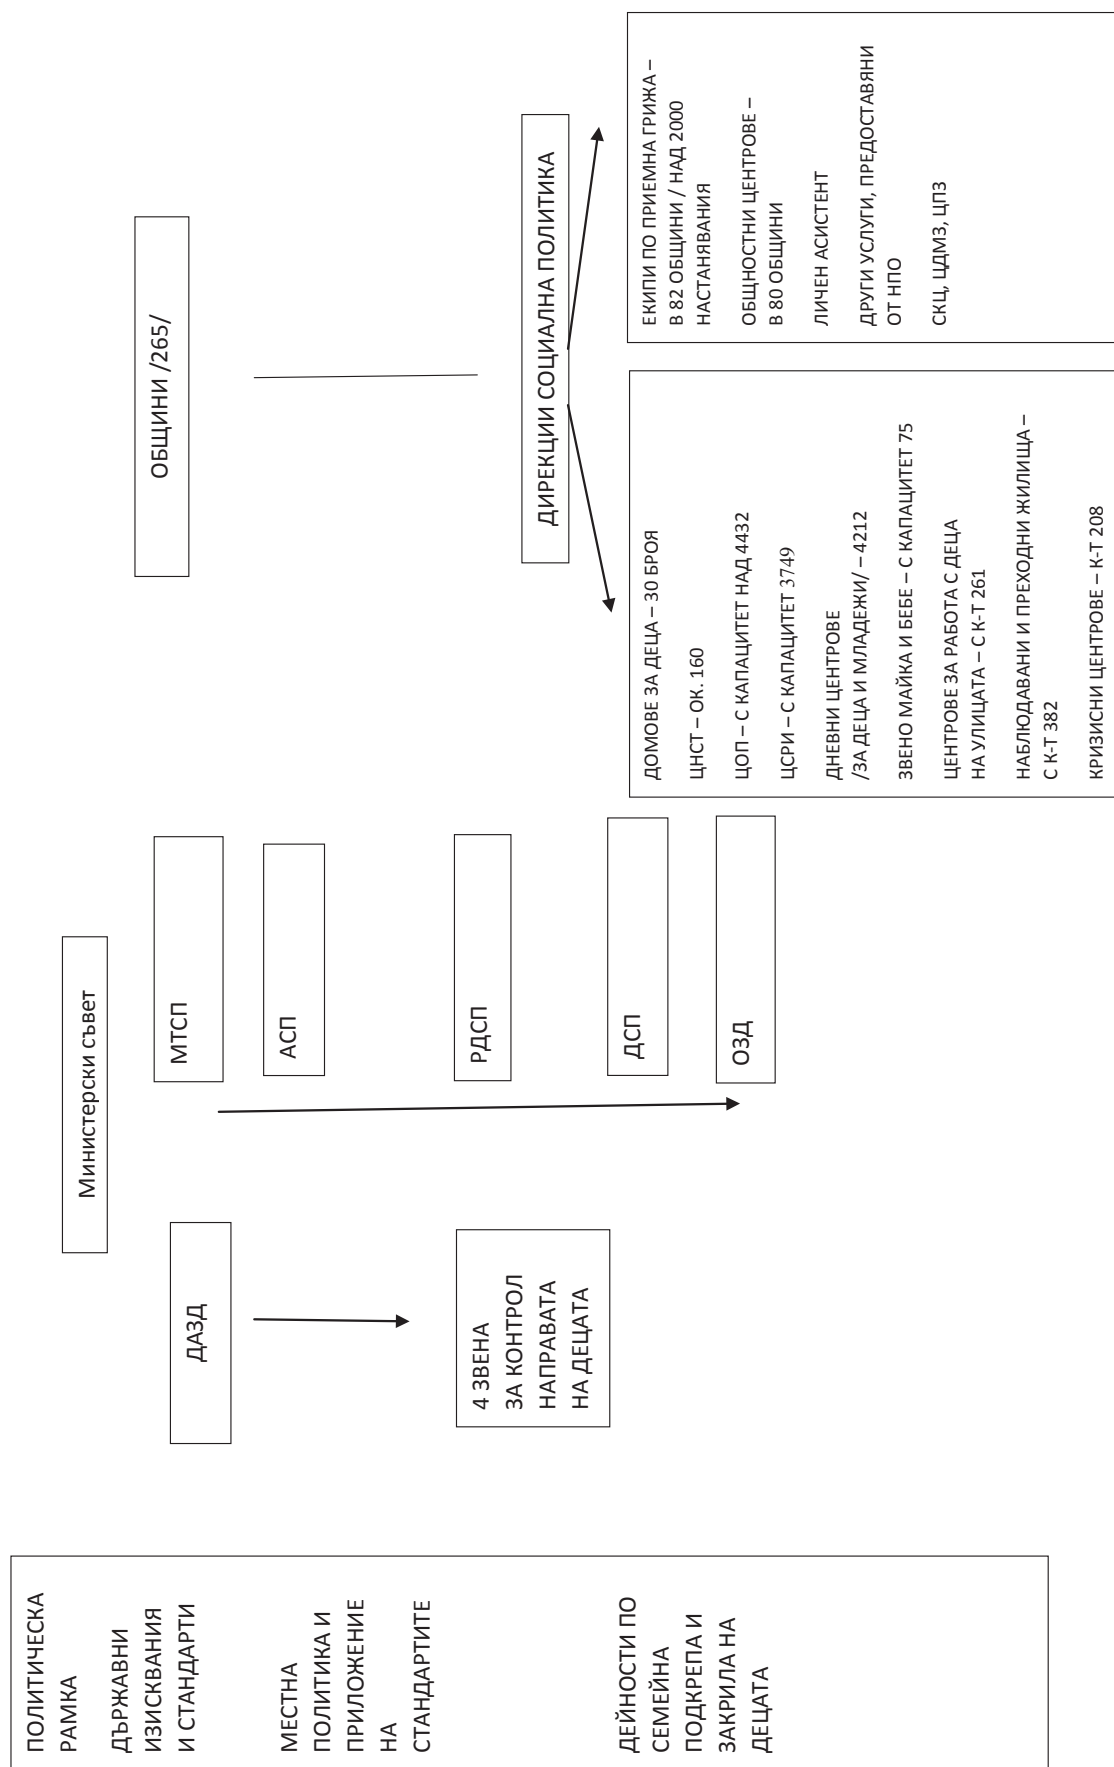 ПОЛИТИЧЕСКА
РАМКА
ДЪРЖАВНИ
ИЗИСКВАНИЯ
И СТАНДАРТИ
МЕСТНА
ПОЛИТИКА И
ПРИЛОЖЕНИЕ
НА
СТАНДАРТИТЕ
ДЕЙНОСТИ ПО
СЕМЕЙНА
ПОДКРЕПА И
ЗАКРИЛА НА
ДЕЦАТА
Министерски съвет
ДАЗД
4 ЗВЕНА
ЗА КОНТРОЛ
НАПРАВАТА
НА ДЕЦАТА
МТСП
АСП
РДСП
ДСП
ОЗД
ОБЩИНИ /265/
ДИРЕКЦИИ СОЦИАЛНА ПОЛИТИКА
ДОМОВЕ ЗА ДЕЦА – 30 БРОЯ
ЦНСТ – ОК. 160
ЦОП – С КАПАЦИТЕТ НАД 4432
ЦСРИ – С КАПАЦИТЕТ 3749
ДНЕВНИ ЦЕНТРОВЕ
/ЗА ДЕЦА И МЛАДЕЖИ/ – 4212
ЗВЕНО МАЙКА И БЕБЕ – С КАПАЦИТЕТ 75
ЦЕНТРОВЕ ЗА РАБОТА С ДЕЦА
НА УЛИЦАТА – С К-Т 261
НАБЛЮДАВАНИ И ПРЕХОДНИ ЖИЛИЩА –
С К-Т 382
КРИЗИСНИ ЦЕНТРОВЕ – К-Т 208
ЕКИПИ ПО ПРИЕМНА ГРИЖА –
В 82 ОБЩИНИ / НАД 2000
НАСТАНЯВАНИЯ
ОБЩНОСТНИ ЦЕНТРОВЕ –
В 80 ОБЩИНИ
ЛИЧЕН АСИСТЕНТ
ДРУГИ УСЛУГИ, ПРЕДОСТАВЯНИ
ОТ НПО
СКЦ, ЦДМЗ, ЦПЗ